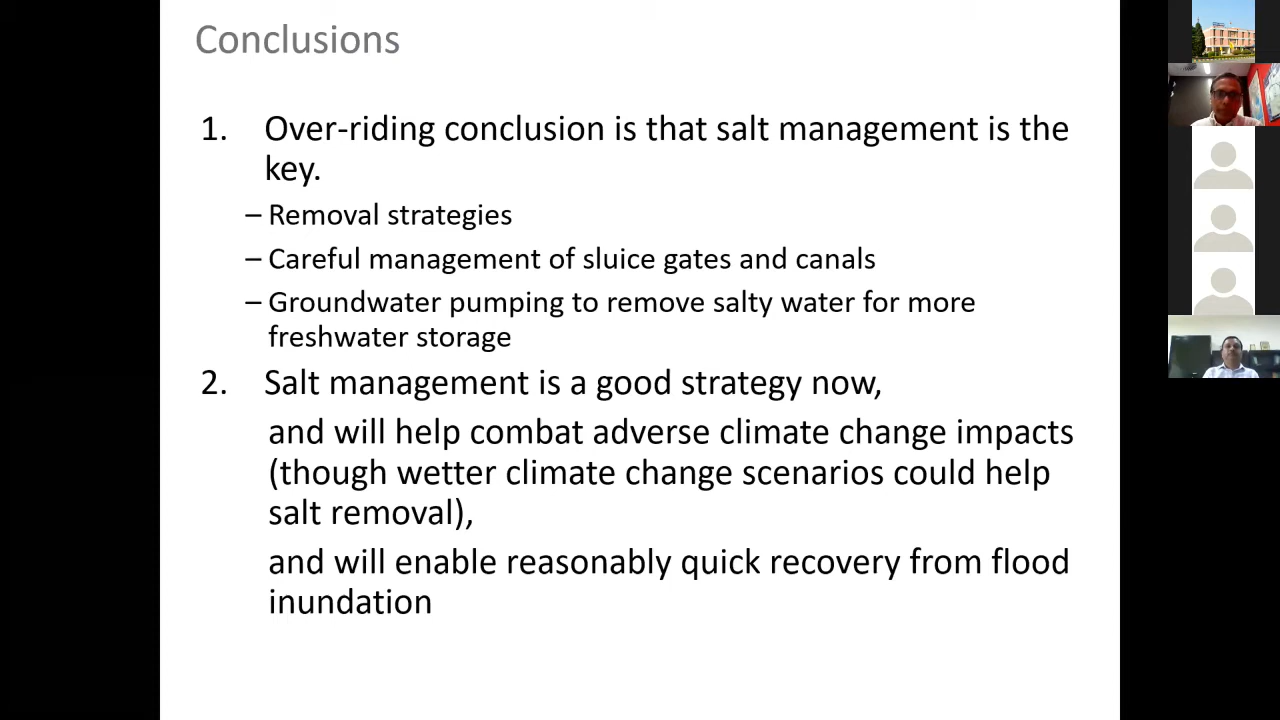 Conclusions
1. Over-riding conclusion is that salt management is the
key.
– Removal strategies
– Careful management of sluice gates and canals
– Groundwater pumping to remove salty water for more
freshwater storage
2. Salt management is a good strategy now,
and will help combat adverse climate change impacts
(though wetter climate change scenarios could help
salt removal),
and will enable reasonably quick recovery from flood
inundation